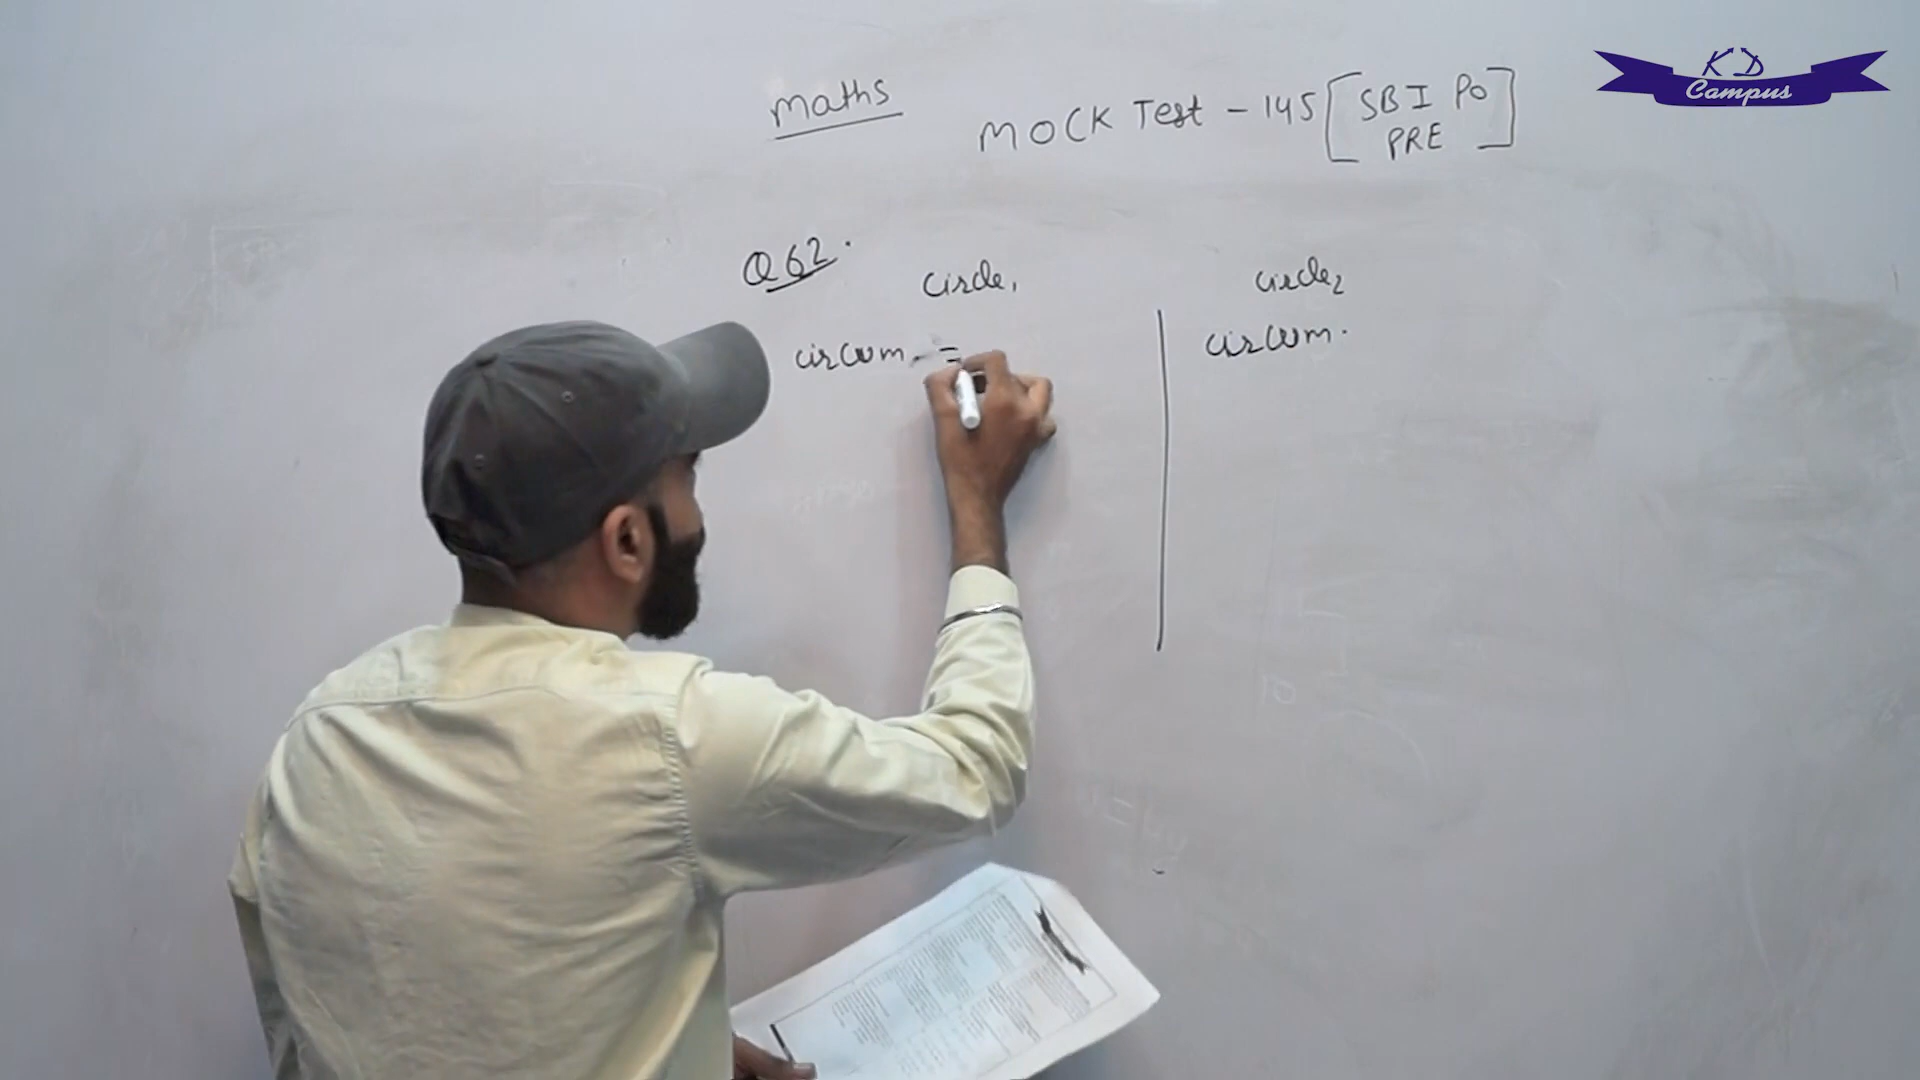 KD
Campus
maths
MOCK Test - 145 [SBI PO
PRE]
Q 62.
Circle1
circle2
circum. =
circum.